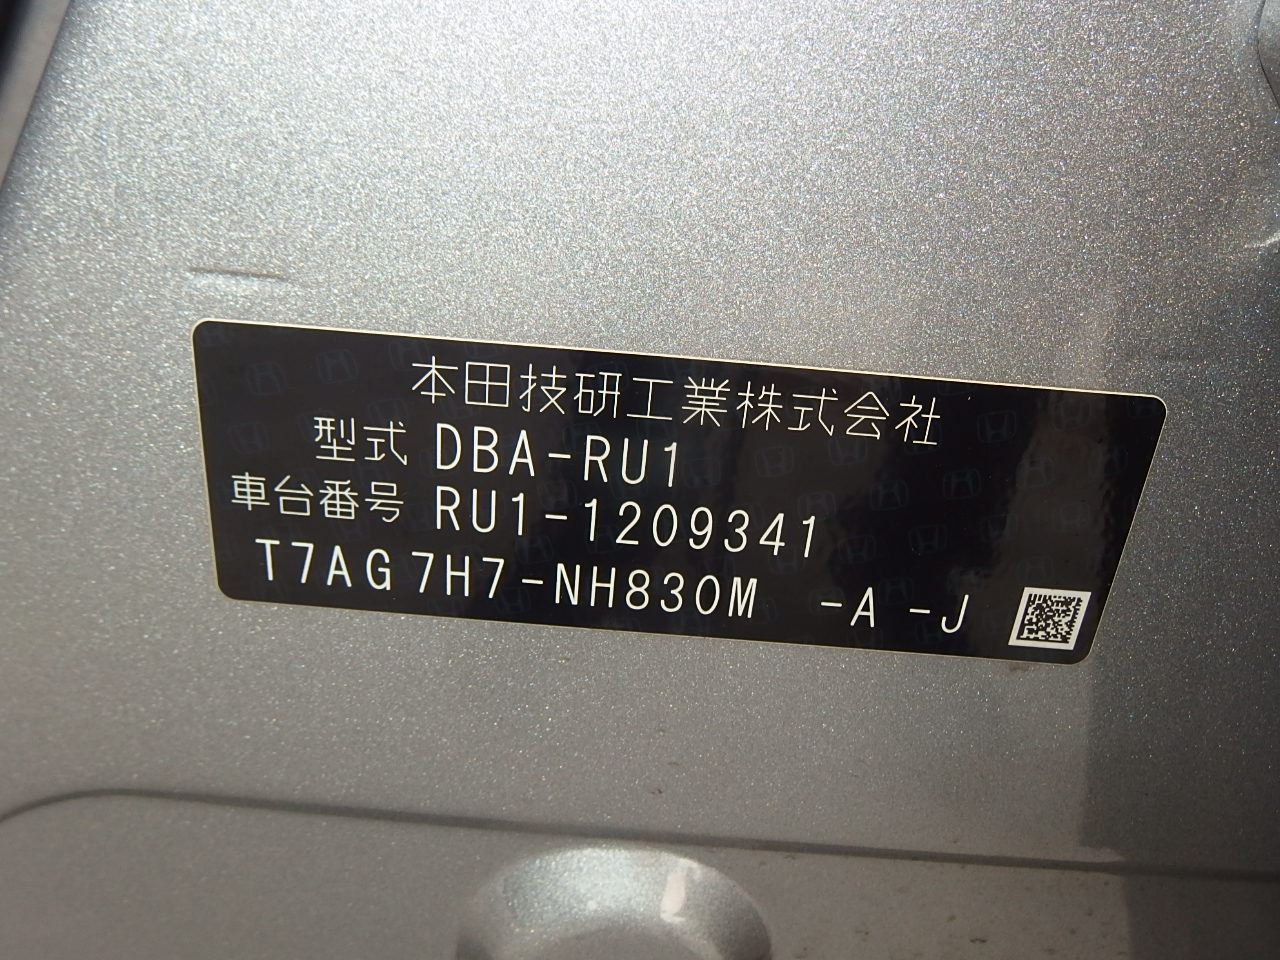 本田技研工業株式会社
型式 DBA-RU1
車台番号 RU1-1209341
T7AG7H7-NH830M -A -J